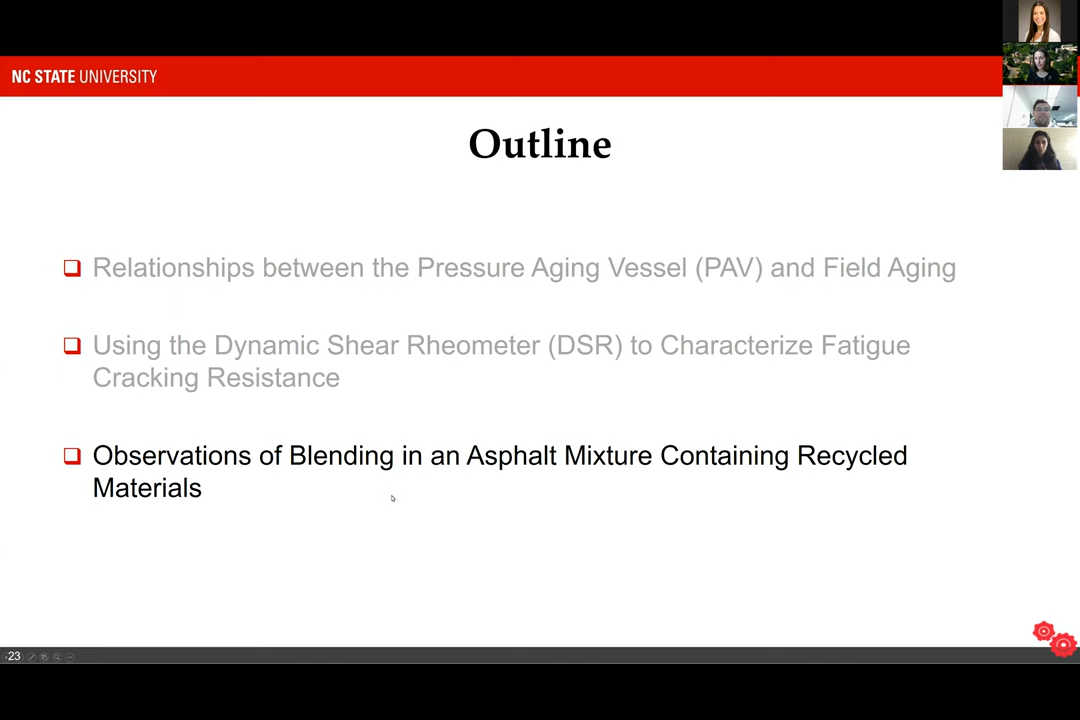 NC STATE UNIVERSITY
Outline
Relationships between the Pressure Aging Vessel (PAV) and Field Aging
Using the Dynamic Shear Rheometer (DSR) to Characterize Fatigue
Cracking Resistance
Observations of Blending in an Asphalt Mixture Containing Recycled
Materials
23